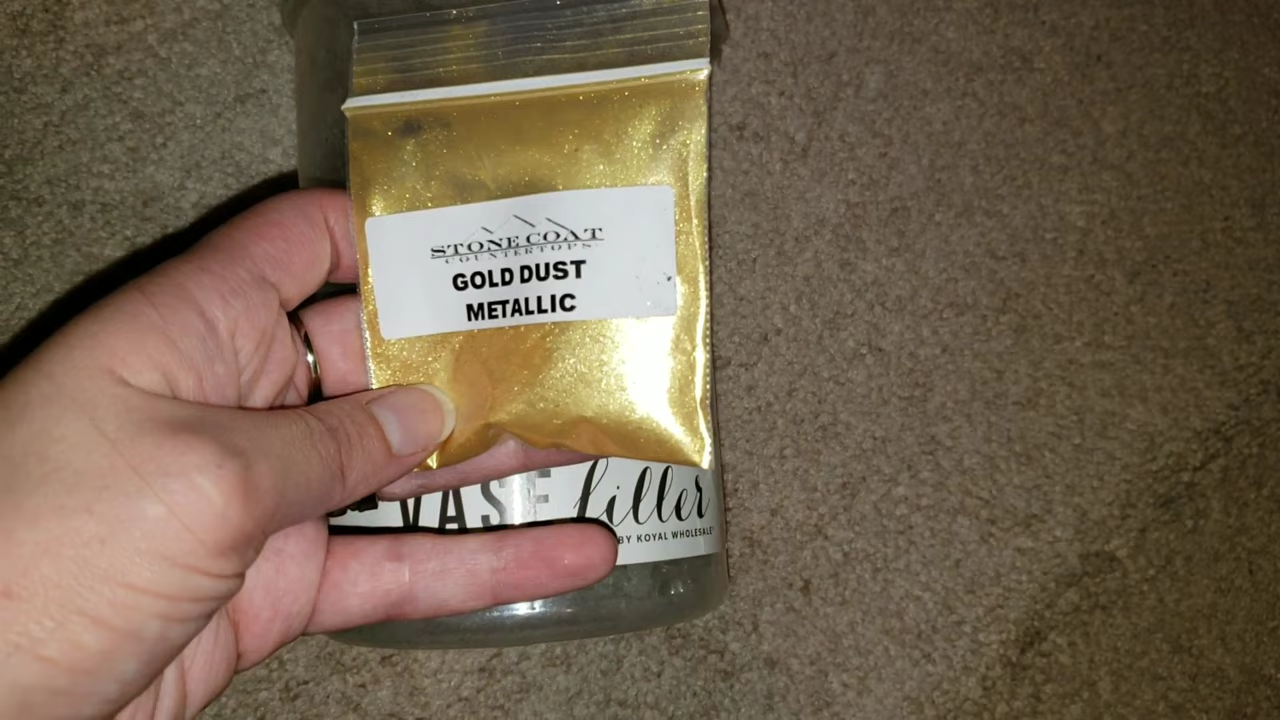 STONE COAT
COUNTERTOPS
GOLD DUST
METALLIC
VASE filler
BY KOYAL WHOLESALE